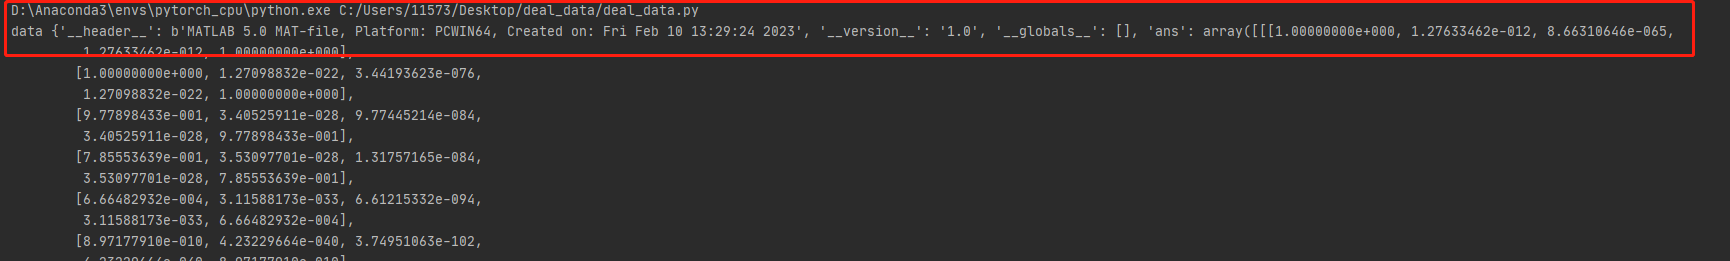 D:\Anaconda3\envs\pytorch_cpu\python.exe C:/Users/11573/Desktop/deal_data/deal_data.py
data {'__header__': b'MATLAB 5.0 MAT-file, Platform: PCWIN64, Created on: Fri Feb 10 13:29:24 2023', '__version__': '1.0', '__globals__': [], 'ans': array([[[1.00000000e+000, 1.27633462e-012, 8.66310646e-065,
1.27633462e-012, 1.00000000e+000],
[1.00000000e+000, 1.27098832e-022, 3.44193623e-076,
1.27098832e-022, 1.00000000e+000],
[9.77898433e-001, 3.40525911e-028, 9.77445214e-084,
3.40525911e-028, 9.77898433e-001],
[7.85553639e-001, 3.53097701e-028, 1.31757165e-084,
3.53097701e-028, 7.85553639e-001],
[6.66482932e-004, 3.11588173e-033, 6.61215332e-094,
3.11588173e-033, 6.66482932e-004],
[8.97177910e-010, 4.23229664e-040, 3.74951063e-102,